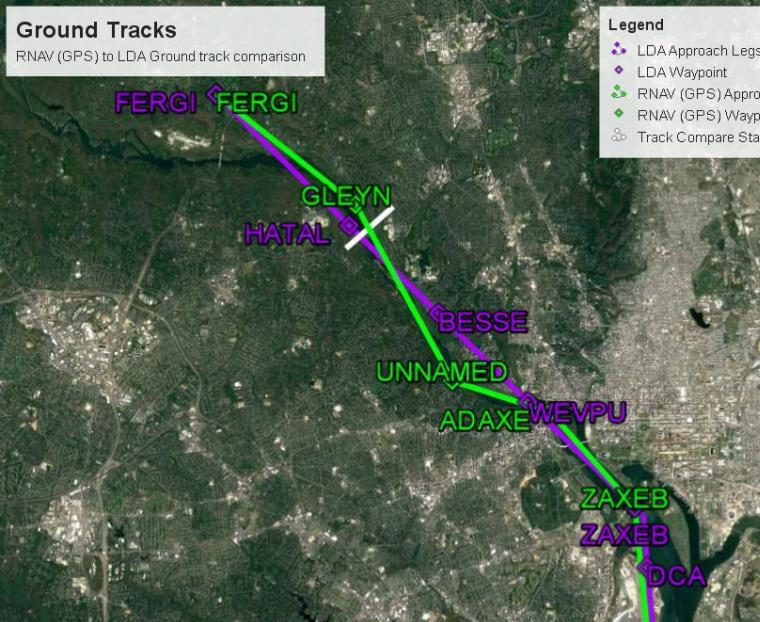 Ground Tracks
RNAV (GPS) to LDA Ground track comparison
Legend
LDA Approach Legs
LDA Waypoint
RNAV (GPS) Appro
RNAV (GPS) Wayp
Track Compare Sta
FERGI FERGI
GLEYN
HATAL
BESSE
UNNAMED
ADAXE WEVPU
ZAXEB
ZAXEB
DCA